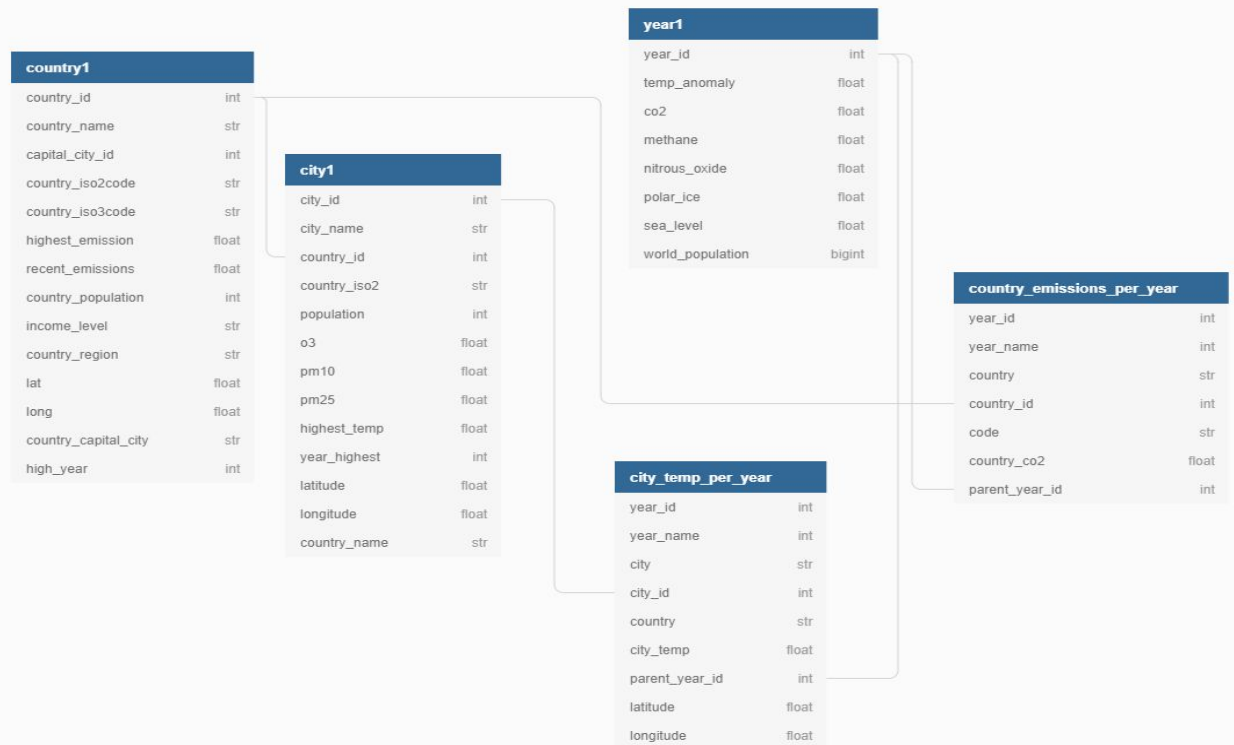 country1
country_id int
country_name str
capital_city_id int
country_iso2code str
country_iso3code str
highest_emission float
recent_emissions float
country_population int
income_level str
country_region str
lat float
long float
country_capital_city str
high_year int
city1
city_id int
city_name str
country_id int
country_iso2 str
population int
o3 float
pm10 float
pm25 float
highest_temp float
year_highest int
latitude float
longitude float
country_name str
year1
year_id int
temp_anomaly float
co2 float
methane float
nitrous_oxide float
polar_ice float
sea_level float
world_population bigint
city_temp_per_year
year_id int
year_name int
city str
city_id int
country str
city_temp float
parent_year_id int
latitude float
longitude float
country_emissions_per_year
year_id int
year_name int
country str
country_id int
code str
country_co2 float
parent_year_id int